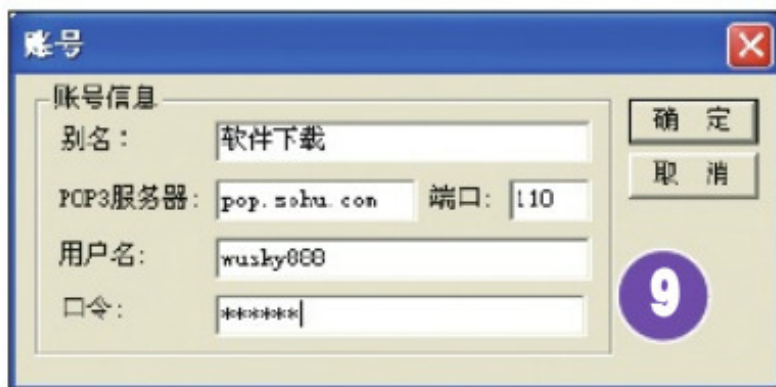 账号
账号信息
别名： 软件下载
确 定
POP3服务器: pop.sohu.com 端口: 110
取 消
用户名: wusky888
口令: ******
9